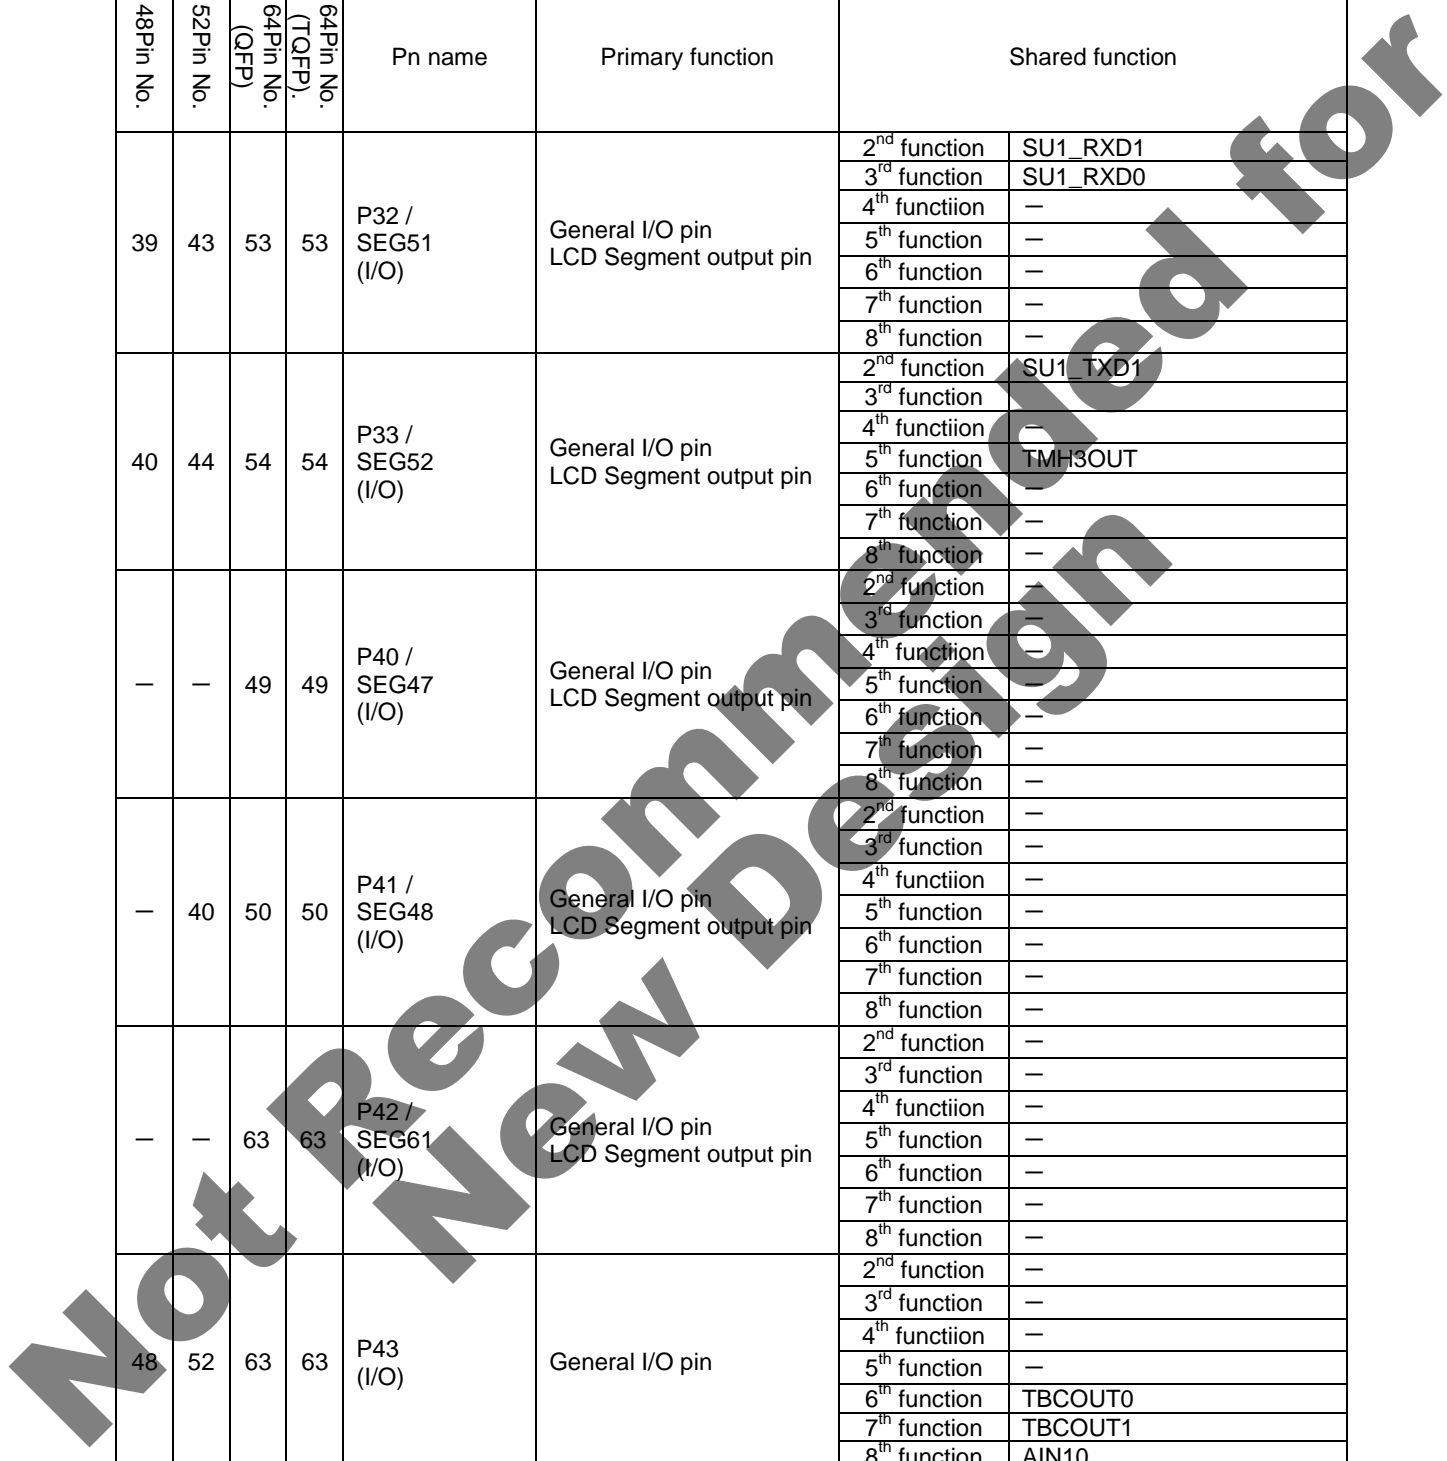 48Pin No.
52Pin No.
64Pin No.
(QFP)
64Pin No.
(TQFP).
Pn name
Primary function
Shared function
39
43
53
53
P32 /
SEG51
(I/O)
General I/O pin
LCD Segment output pin
2nd function SU1_RXD1
3rd function SU1_RXD0
4th functiion －
5th function －
6th function －
7th function －
8th function －
40
44
54
54
P33 /
SEG52
(I/O)
General I/O pin
LCD Segment output pin
2nd function SU1_TXD1
3rd function
4th functiion －
5th function TMH3OUT
6th function －
7th function －
8th function －
－
－
49
49
P40 /
SEG47
(I/O)
General I/O pin
LCD Segment output pin
2nd function －
3rd function －
4th functiion －
5th function －
6th function －
7th function －
8th function －
－
40
50
50
P41 /
SEG48
(I/O)
General I/O pin
LCD Segment output pin
2nd function －
3rd function －
4th functiion －
5th function －
6th function －
7th function －
8th function －
－
－
63
63
P42 /
SEG61
(I/O)
General I/O pin
LCD Segment output pin
2nd function －
3rd function －
4th functiion －
5th function －
6th function －
7th function －
8th function －
48
52
63
63
P43
(I/O)
General I/O pin
2nd function －
3rd function －
4th functiion －
5th function －
6th function TBCOUT0
7th function TBCOUT1
8th function AIN10
Not Recommended for
New Design